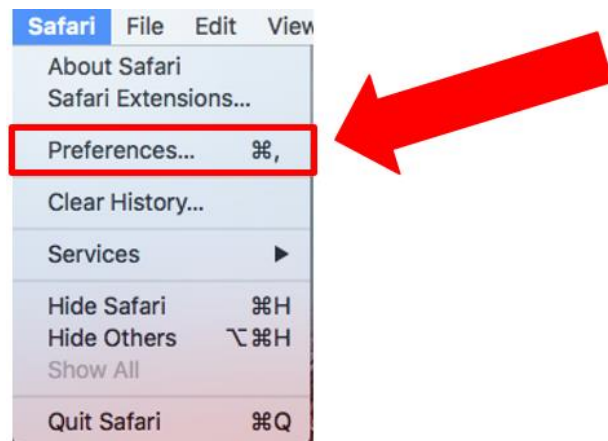 Safari File Edit View
About Safari
Safari Extensions...
Preferences... ⌘,
Clear History...
Services ▶
Hide Safari ⌘H
Hide Others ⌥⌘H
Show All
Quit Safari ⌘Q